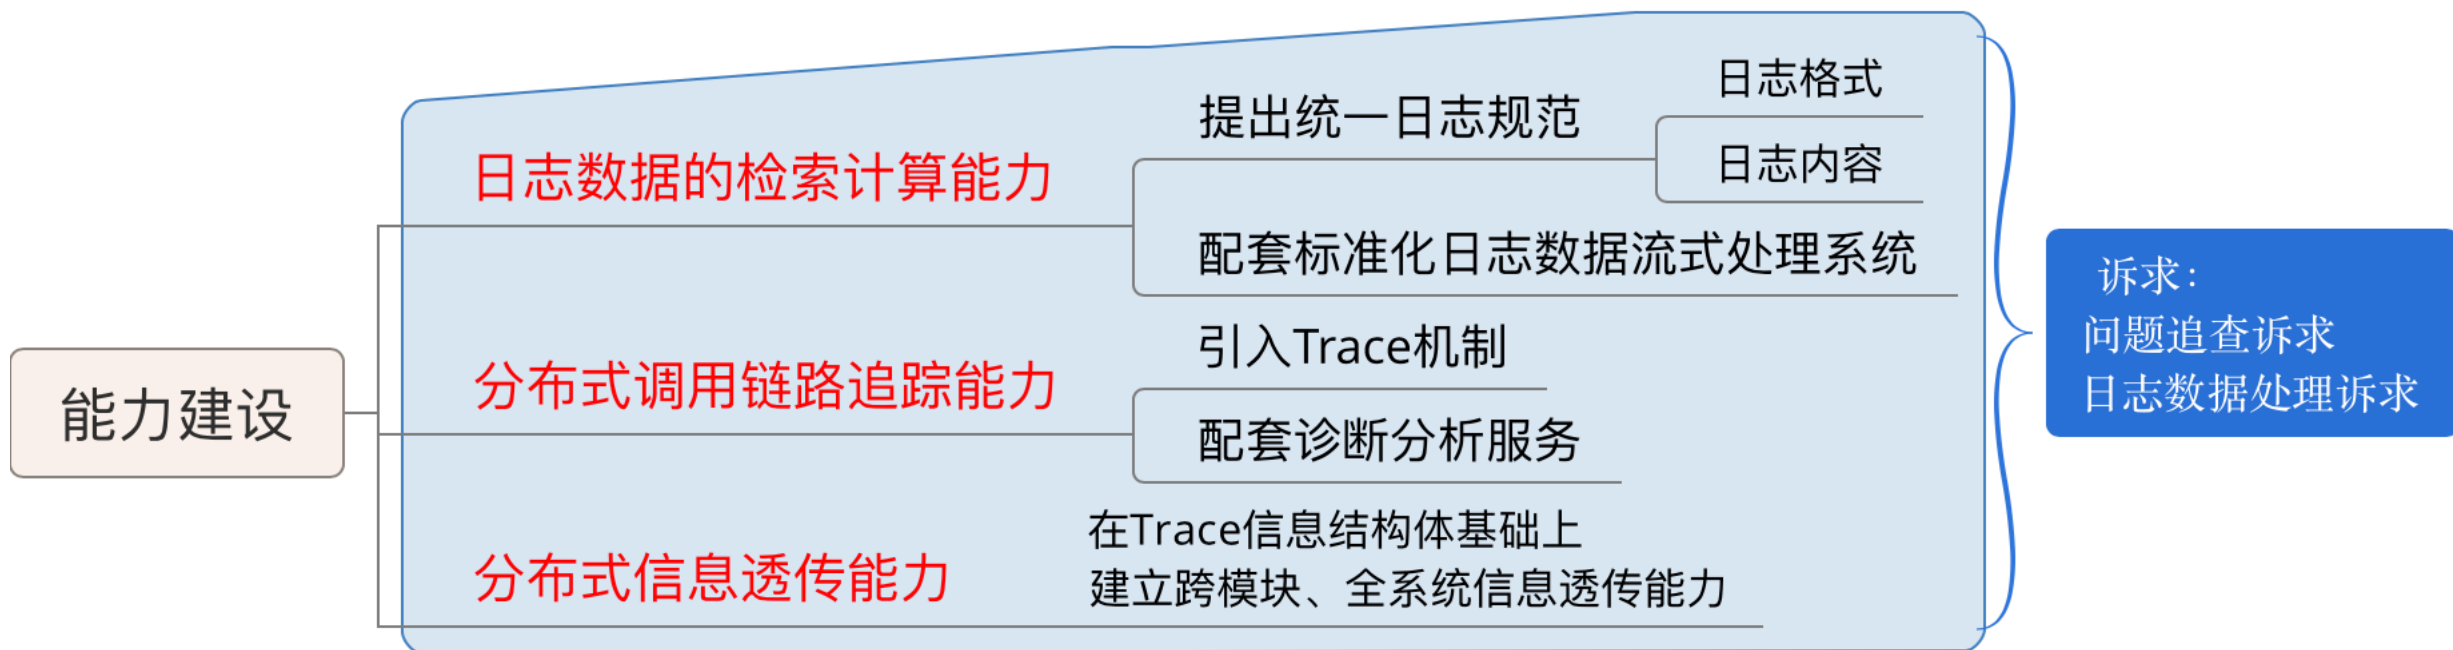 能力建设
日志数据的检索计算能力
提出统一日志规范
日志格式
日志内容
配套标准化日志数据流式处理系统
分布式调用链路追踪能力
引入Trace机制
配套诊断分析服务
分布式信息透传能力
在Trace信息结构体基础上
建立跨模块、全系统信息透传能力
诉求：
问题追查诉求
日志数据处理诉求